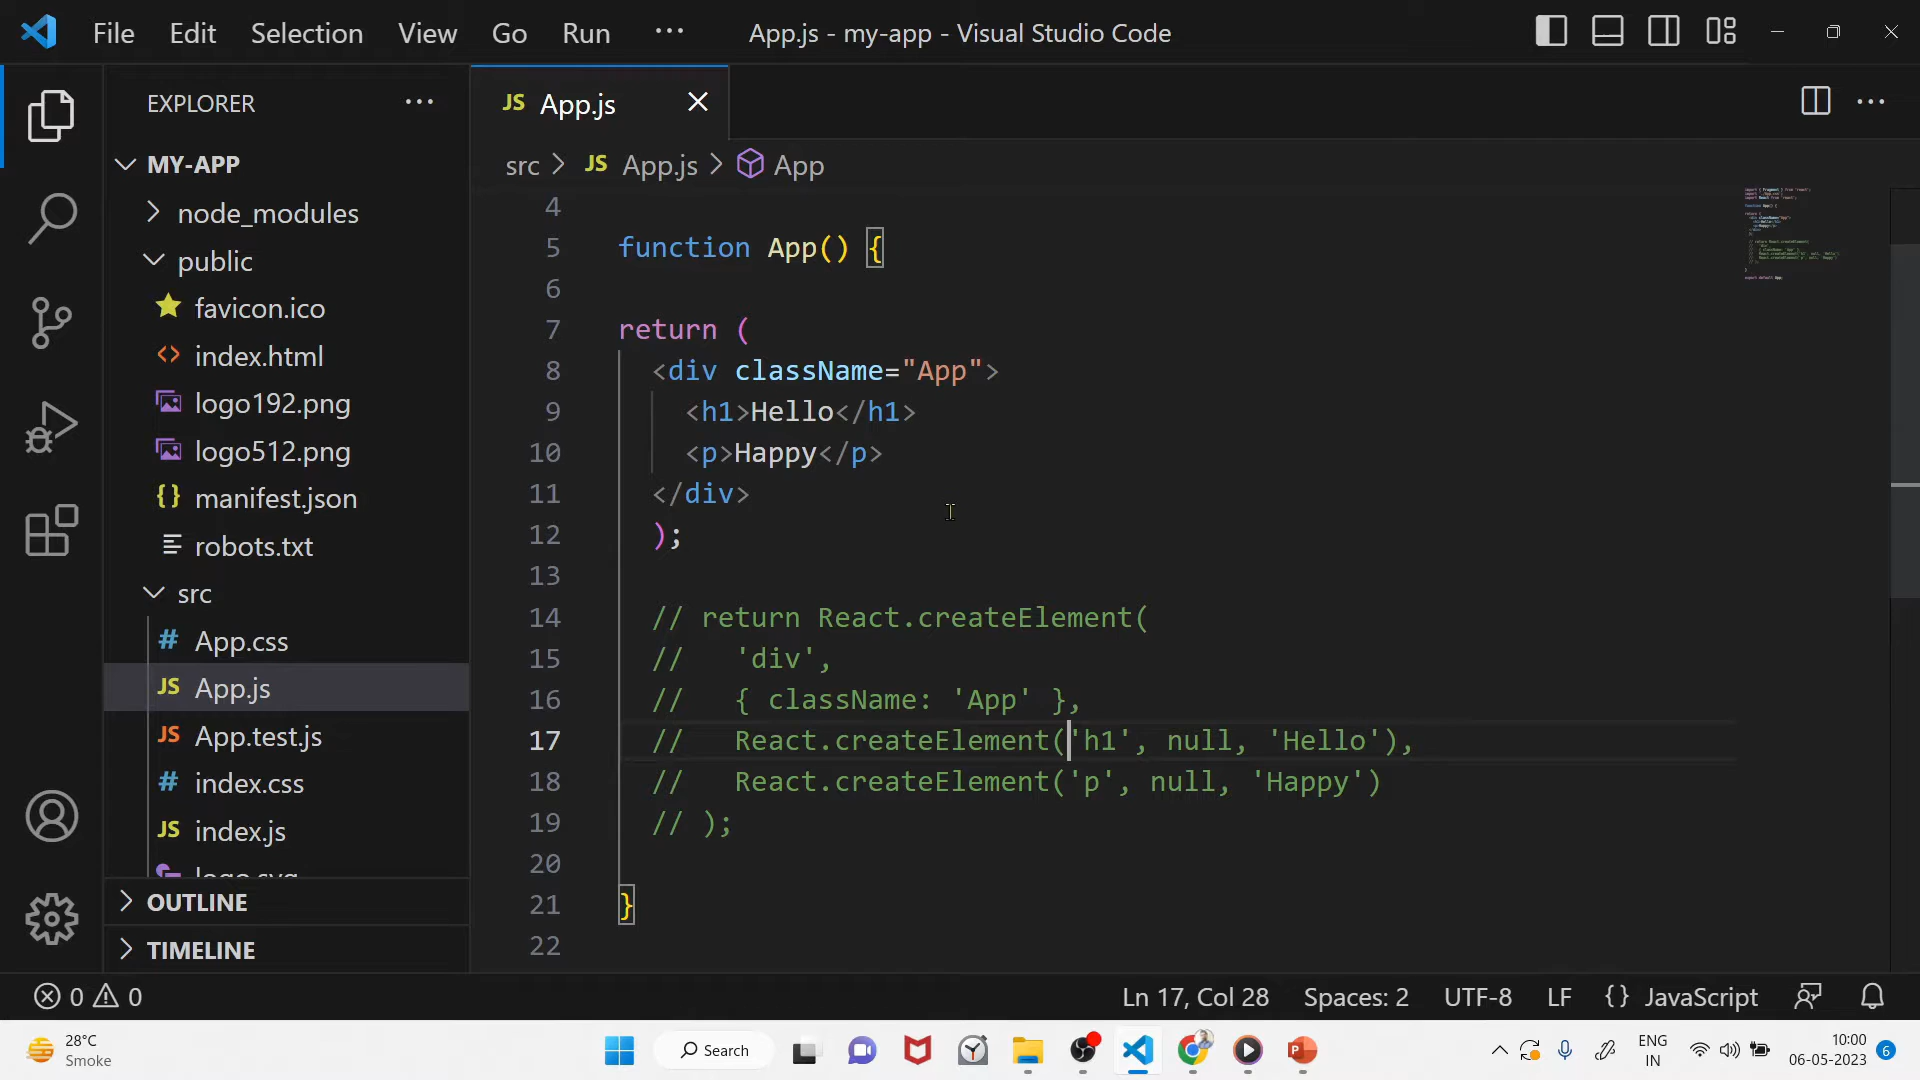 File Edit Selection View Go Run ··· App.js - my-app - Visual Studio Code
EXPLORER ···
MY-APP
node_modules
public
favicon.ico
index.html
logo192.png
logo512.png
manifest.json
robots.txt
src
App.css
App.js
App.test.js
index.css
index.js
logo.svg
OUTLINE
TIMELINE
JS App.js
src > JS App.js > App
4
5 function App() {
6
7 return (
8 <div className="App">
9 <h1>Hello</h1>
10 <p>Happy</p>
11 </div>
12 );
13
14 // return React.createElement(
15 // 'div',
16 // { className: 'App' },
17 // React.createElement('h1', null, 'Hello'),
18 // React.createElement('p', null, 'Happy')
19 // );
20
21 }
22
0 0 Ln 17, Col 28 Spaces: 2 UTF-8 LF {} JavaScript
28°C
Smoke
Search
ENG
IN
10:00
06-05-2023
6